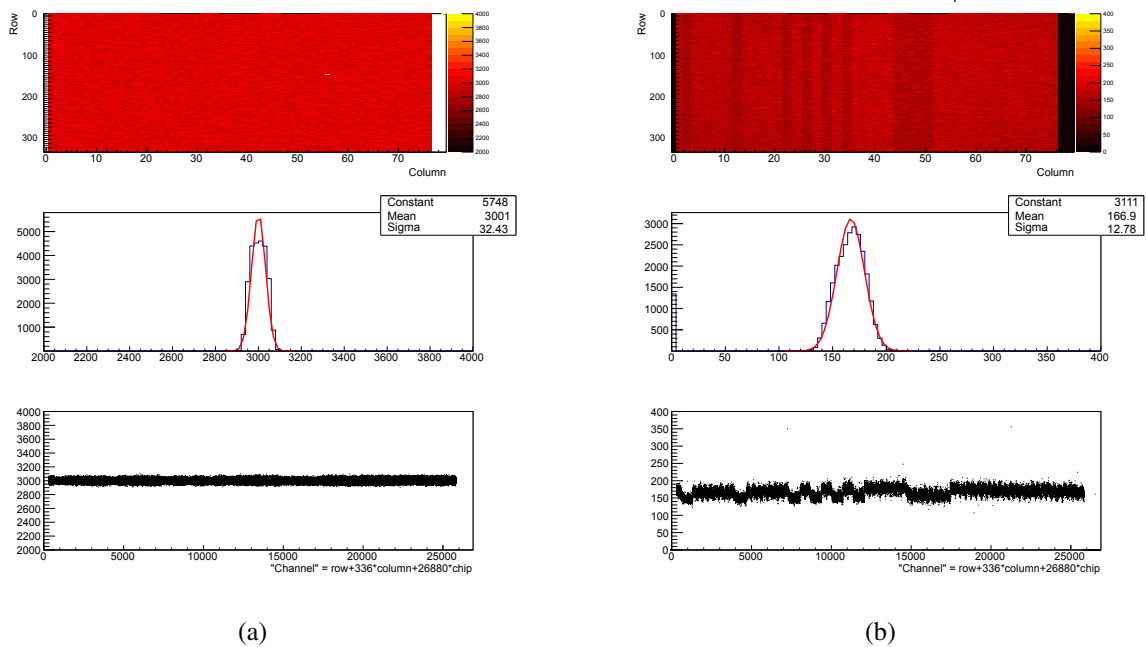 Row
0
100
200
300
0 10 20 30 40 50 60 70
Column
4000
3800
3600
3400
3200
3000
2800
2600
2400
2200
2000
Constant 5748
Mean 3001
Sigma 32.43
5000
4000
3000
2000
1000
2000 2200 2400 2600 2800 3000 3200 3400 3600 3800 4000
4000
3800
3600
3400
3200
3000
2800
2600
2400
2200
2000
0 5000 10000 15000 20000 25000
"Channel" = row+336*column+26880*chip
(a)
Row
0
100
200
300
0 10 20 30 40 50 60 70
Column
400
350
300
250
200
150
100
50
0
Constant 3111
Mean 166.9
Sigma 12.78
3000
2500
2000
1500
1000
500
0 50 100 150 200 250 300 350 400
400
350
300
250
200
150
100
50
0
0 5000 10000 15000 20000 25000
"Channel" = row+336*column+26880*chip
(b)